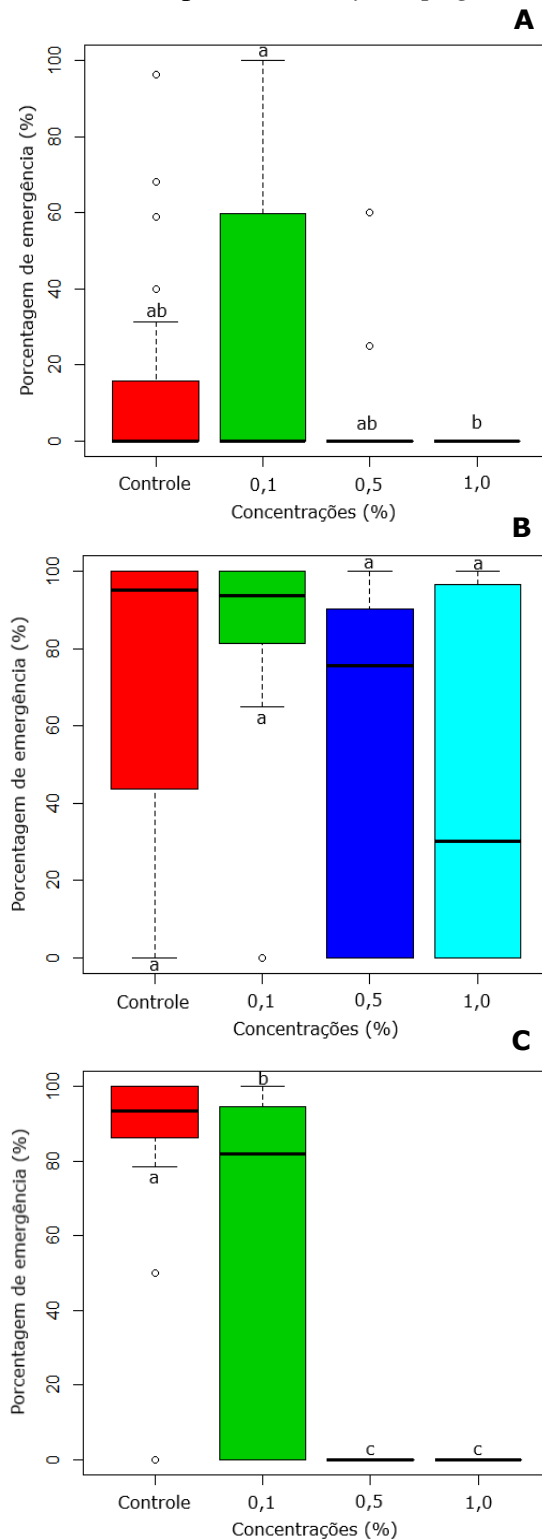 A
Porcentagem de emergência (%)
100
80
60
40
20
0
a
ab
ab
b
Controle
0,1
0,5
1,0
Concentrações (%)
B
Porcentagem de emergência (%)
100
80
60
40
20
0
a
a
a
a
Controle
0,1
0,5
1,0
Concentrações (%)
C
Porcentagem de emergência (%)
100
80
60
40
20
0
b
a
c
c
Controle
0,1
0,5
1,0
Concentrações (%)